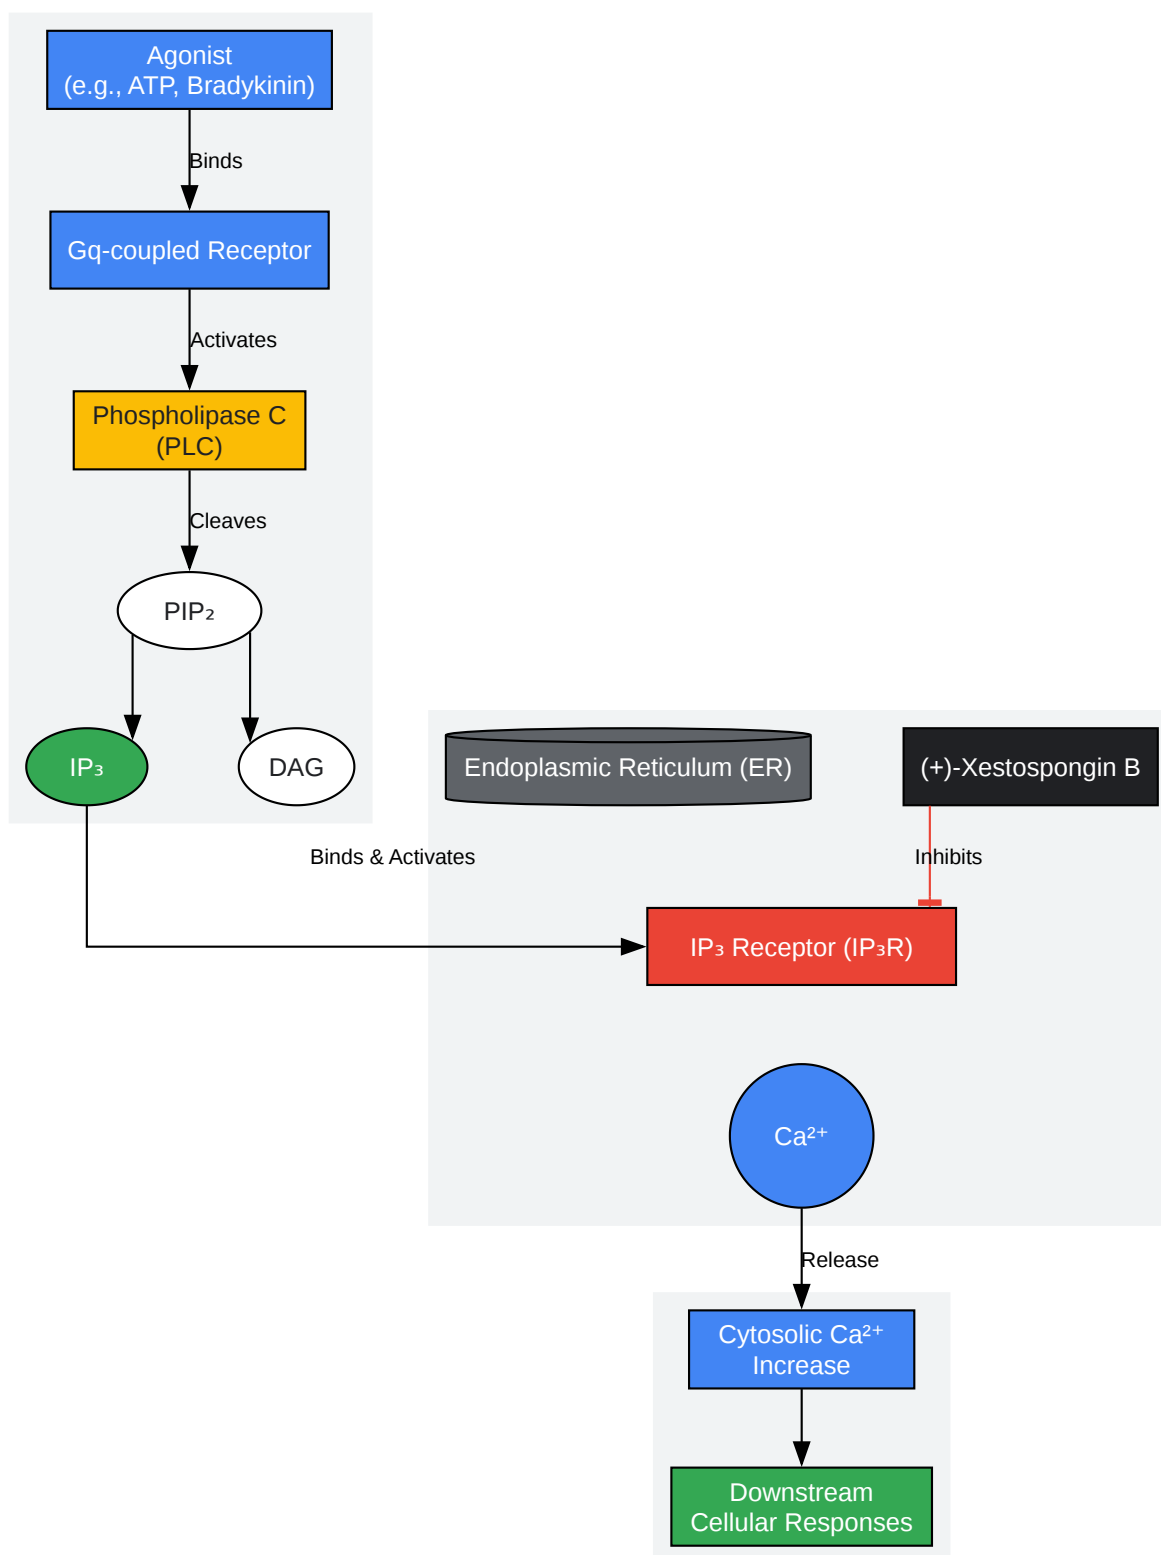 Agonist
(e.g., ATP, Bradykinin)
Binds
Gq-coupled Receptor
Activates
Phospholipase C
(PLC)
Cleaves
PIP₂
IP₃
DAG
Endoplasmic Reticulum (ER)
(+)-Xestospongin B
Binds & Activates
Inhibits
IP₃ Receptor (IP₃R)
Ca²⁺
Release
Cytosolic Ca²⁺
Increase
Downstream
Cellular Responses